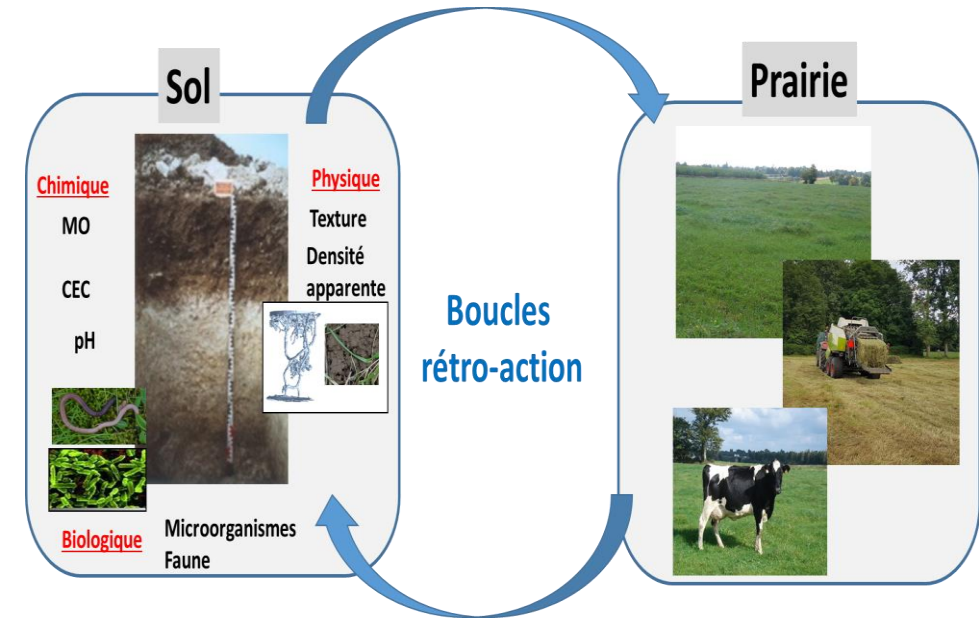 Sol
Chimique
MO
CEC
pH
Physique
Texture
Densité
apparente
Biologique
Microorganismes
Faune
Boucles
rétro-action
Prairie